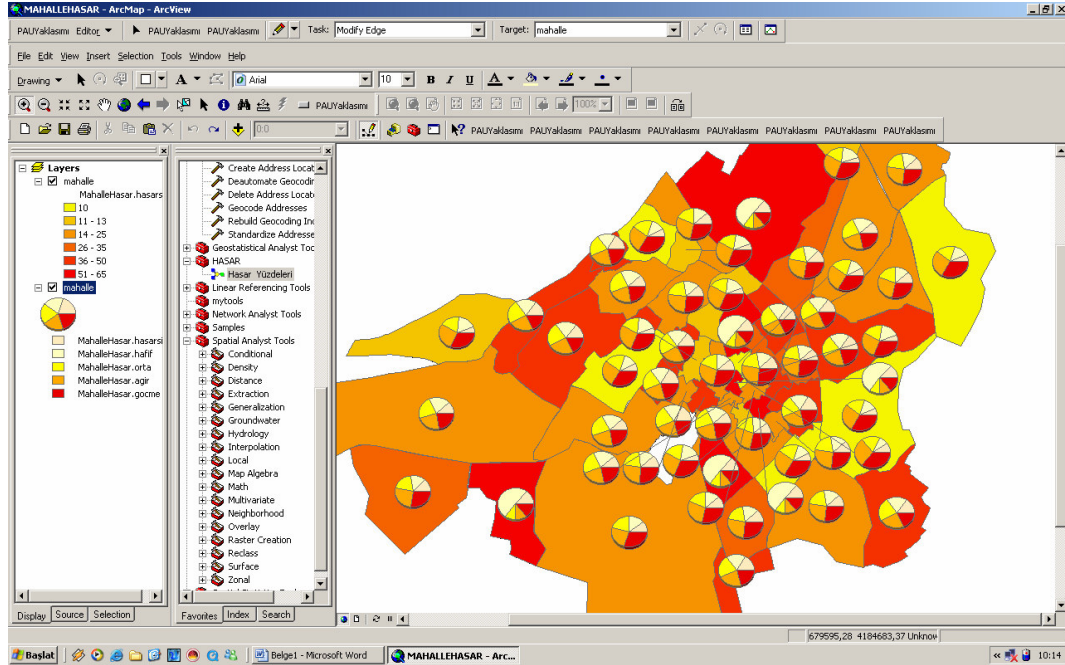 MAHALLEHASAR - ArcMap - ArcView
PAUYaklasımı Editor PAUYaklasımı PAUYaklasımı Task: Modify Edge Target: mahalle
File Edit View Insert Selection Tools Window Help
Drawing A Arial 10 B I U A
PAUYaklasımı 100%
0:0 PAUYaklasımı PAUYaklasımı PAUYaklasımı PAUYaklasımı PAUYaklasımı PAUYaklasımı PAUYaklasımı PAUYaklasımı
Layers
mahalle
MahalleHasar.hasars
10
11 - 13
14 - 25
26 - 35
36 - 50
51 - 65
mahalle
MahalleHasar.hasarsi
MahalleHasar.hafif
MahalleHasar.orta
MahalleHasar.agir
MahalleHasar.gocme
Display Source Selection
Create Address Locat
Deautomate Geocodir
Delete Address Locat
Geocode Addresses
Rebuild Geocoding Inc
Standardize Addresse
Geostatistical Analyst Toc
HASAR
Hasar Yüzdeleri
Linear Referencing Tools
mytools
Network Analyst Tools
Samples
Spatial Analyst Tools
Conditional
Density
Distance
Extraction
Generalization
Groundwater
Hydrology
Interpolation
Local
Map Algebra
Math
Multivariate
Neighborhood
Overlay
Raster Creation
Reclass
Surface
Zonal
Favorites Index Search
679595,28 4184683,37 Unknow
Başlat Belge1 - Microsoft Word MAHALLEHASAR - Arc... 10:14